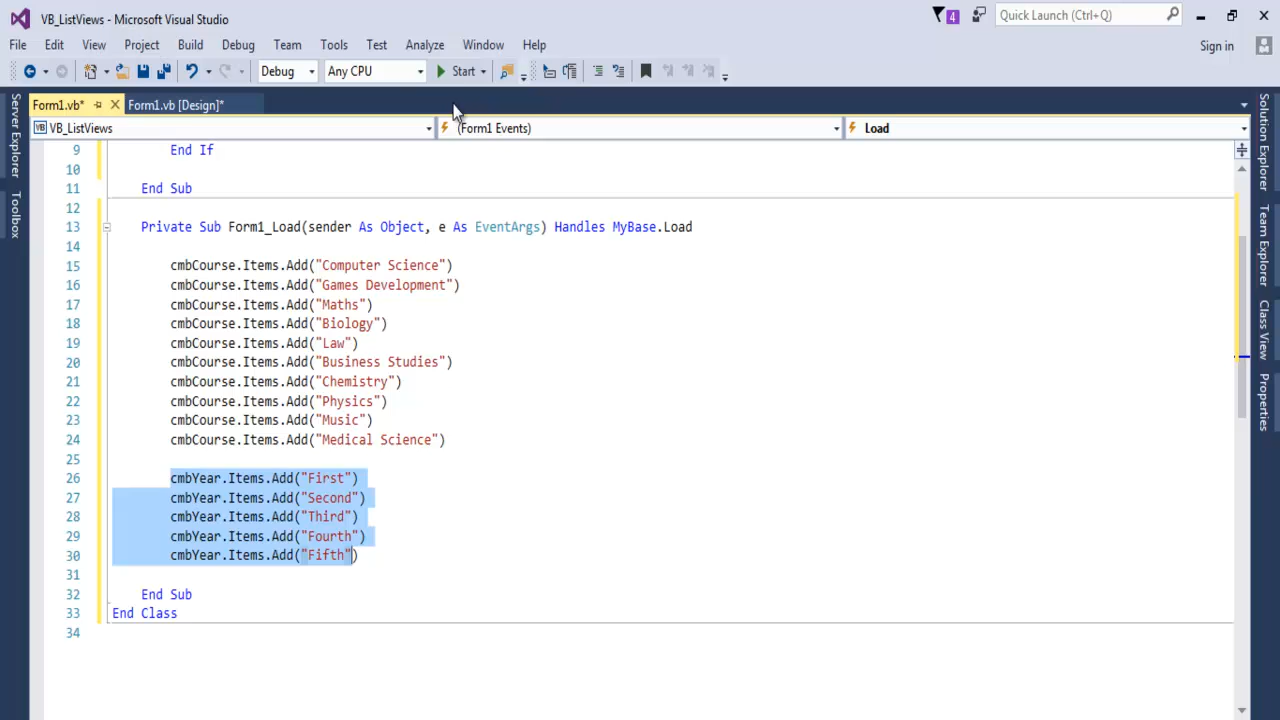 VB_ListViews - Microsoft Visual Studio
4
Quick Launch (Ctrl+Q)
File Edit View Project Build Debug Team Tools Test Analyze Window Help
Sign in
Debug Any CPU Start
Form1.vb* Form1.vb [Design]*
VB_ListViews (Form1 Events) Load
Server Explorer
Toolbox
9 End If
10
11 End Sub
12
13 Private Sub Form1_Load(sender As Object, e As EventArgs) Handles MyBase.Load
14
15 cmbCourse.Items.Add("Computer Science")
16 cmbCourse.Items.Add("Games Development")
17 cmbCourse.Items.Add("Maths")
18 cmbCourse.Items.Add("Biology")
19 cmbCourse.Items.Add("Law")
20 cmbCourse.Items.Add("Business Studies")
21 cmbCourse.Items.Add("Chemistry")
22 cmbCourse.Items.Add("Physics")
23 cmbCourse.Items.Add("Music")
24 cmbCourse.Items.Add("Medical Science")
25
26 cmbYear.Items.Add("First")
27 cmbYear.Items.Add("Second")
28 cmbYear.Items.Add("Third")
29 cmbYear.Items.Add("Fourth")
30 cmbYear.Items.Add("Fifth")
31
32 End Sub
33 End Class
34
Solution Explorer
Team Explorer
Class View
Properties